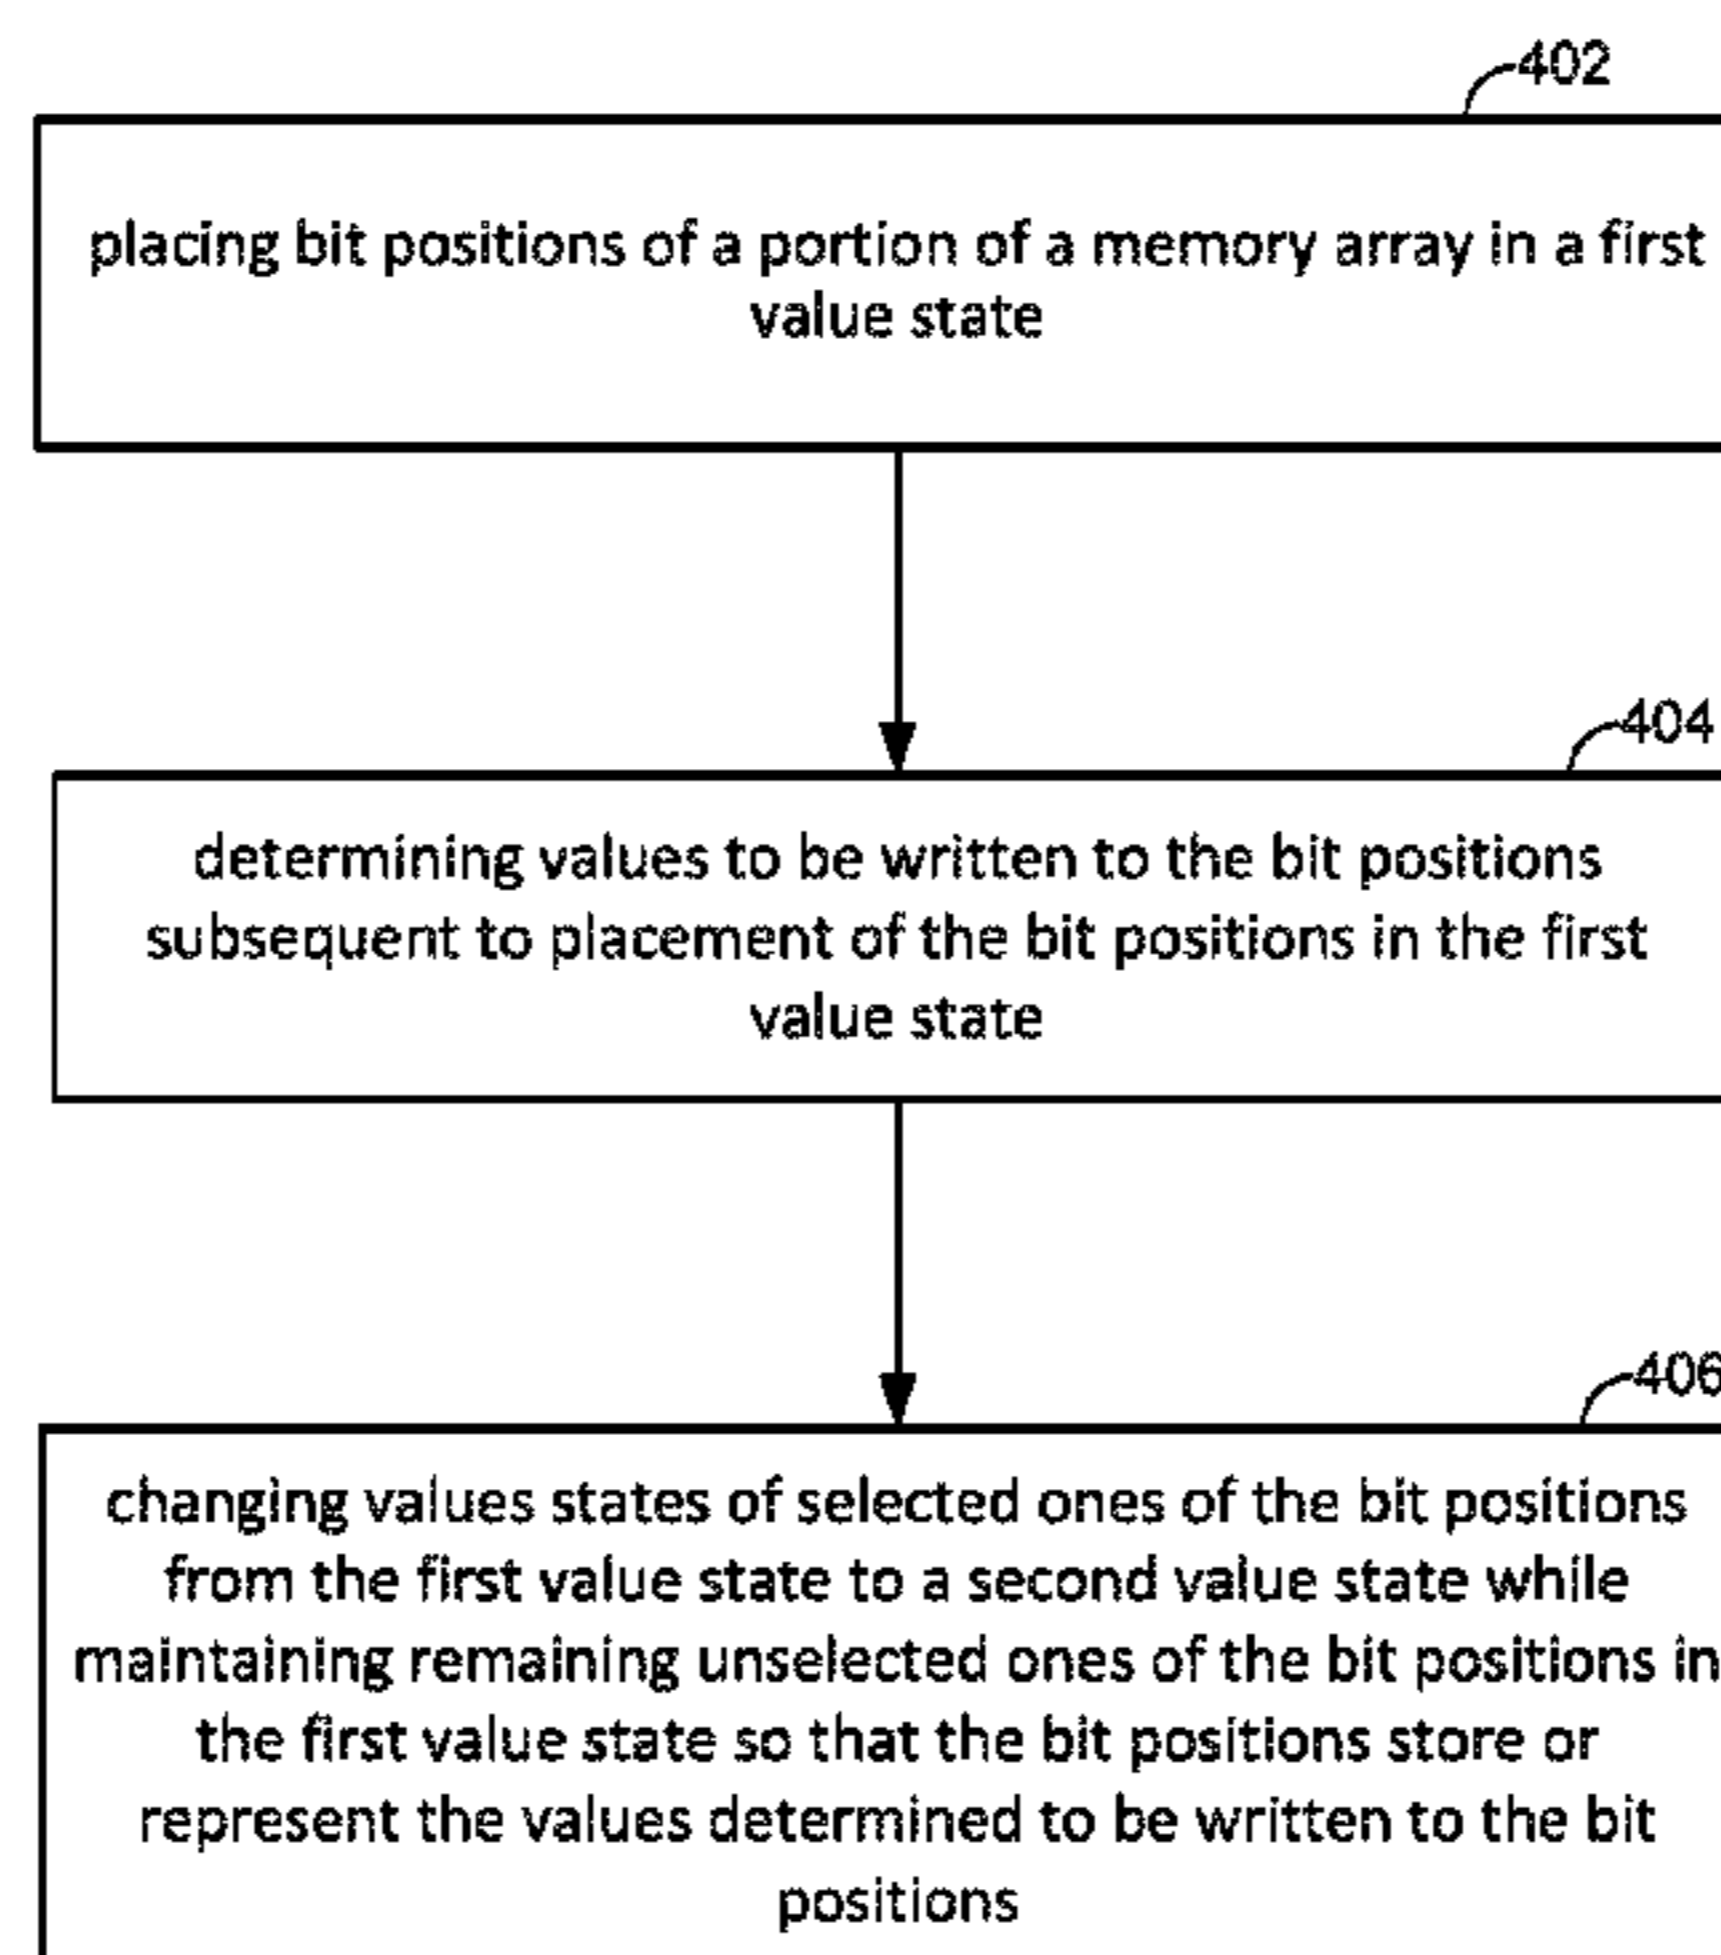 402
placing bit positions of a portion of a memory array in a first
value state
404
determining values to be written to the bit positions
subsequent to placement of the bit positions in the first
value state
406
changing values states of selected ones of the bit positions
from the first value state to a second value state while
maintaining remaining unselected ones of the bit positions in
the first value state so that the bit positions store or
represent the values determined to be written to the bit
positions